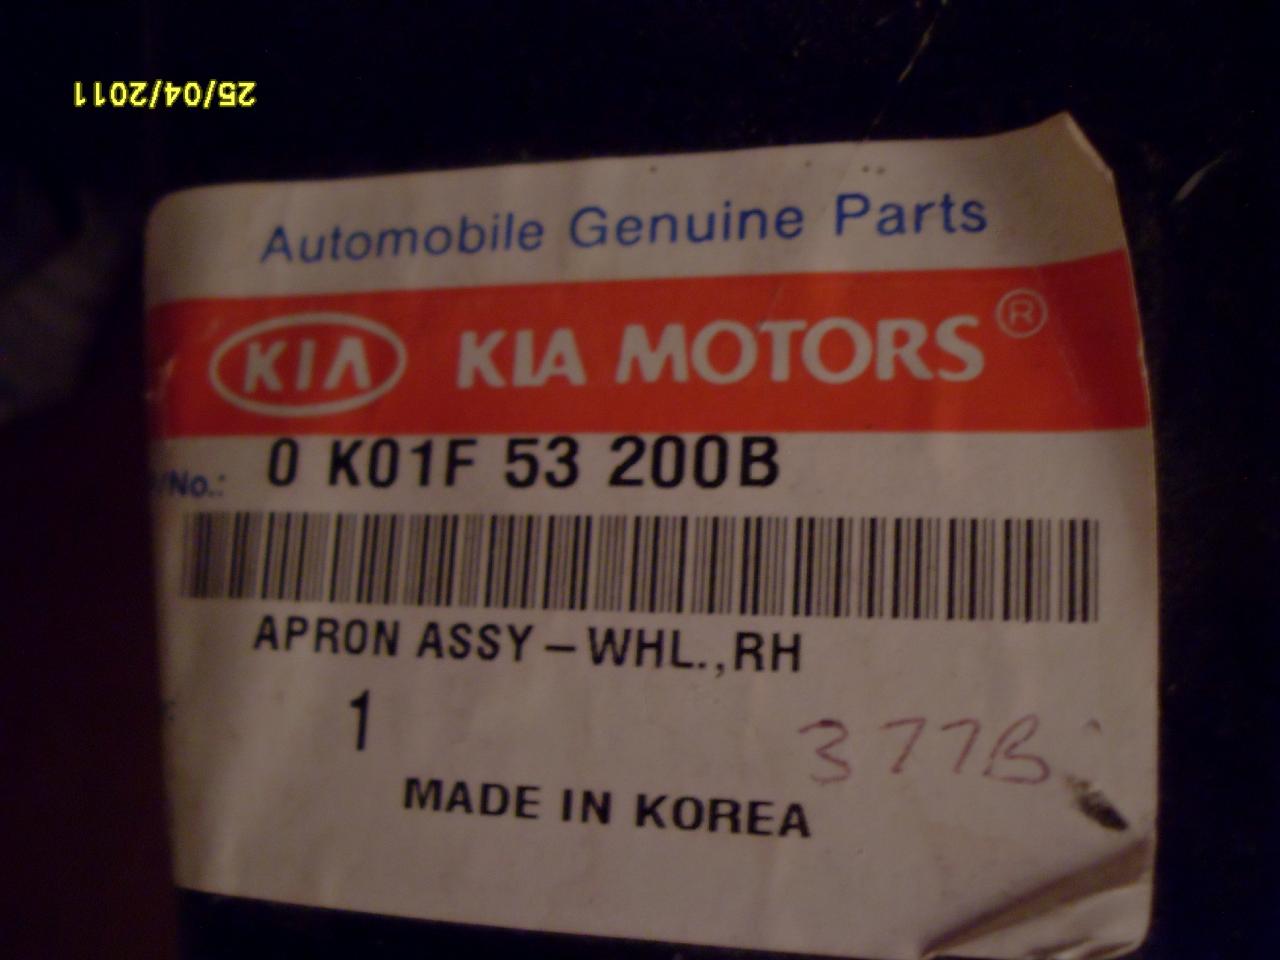 25/04/2011
Automobile Genuine Parts
KIA KIA MOTORS®
/No.: 0 K01F 53 200B
APRON ASSY-WHL.,RH
1
377B
MADE IN KOREA